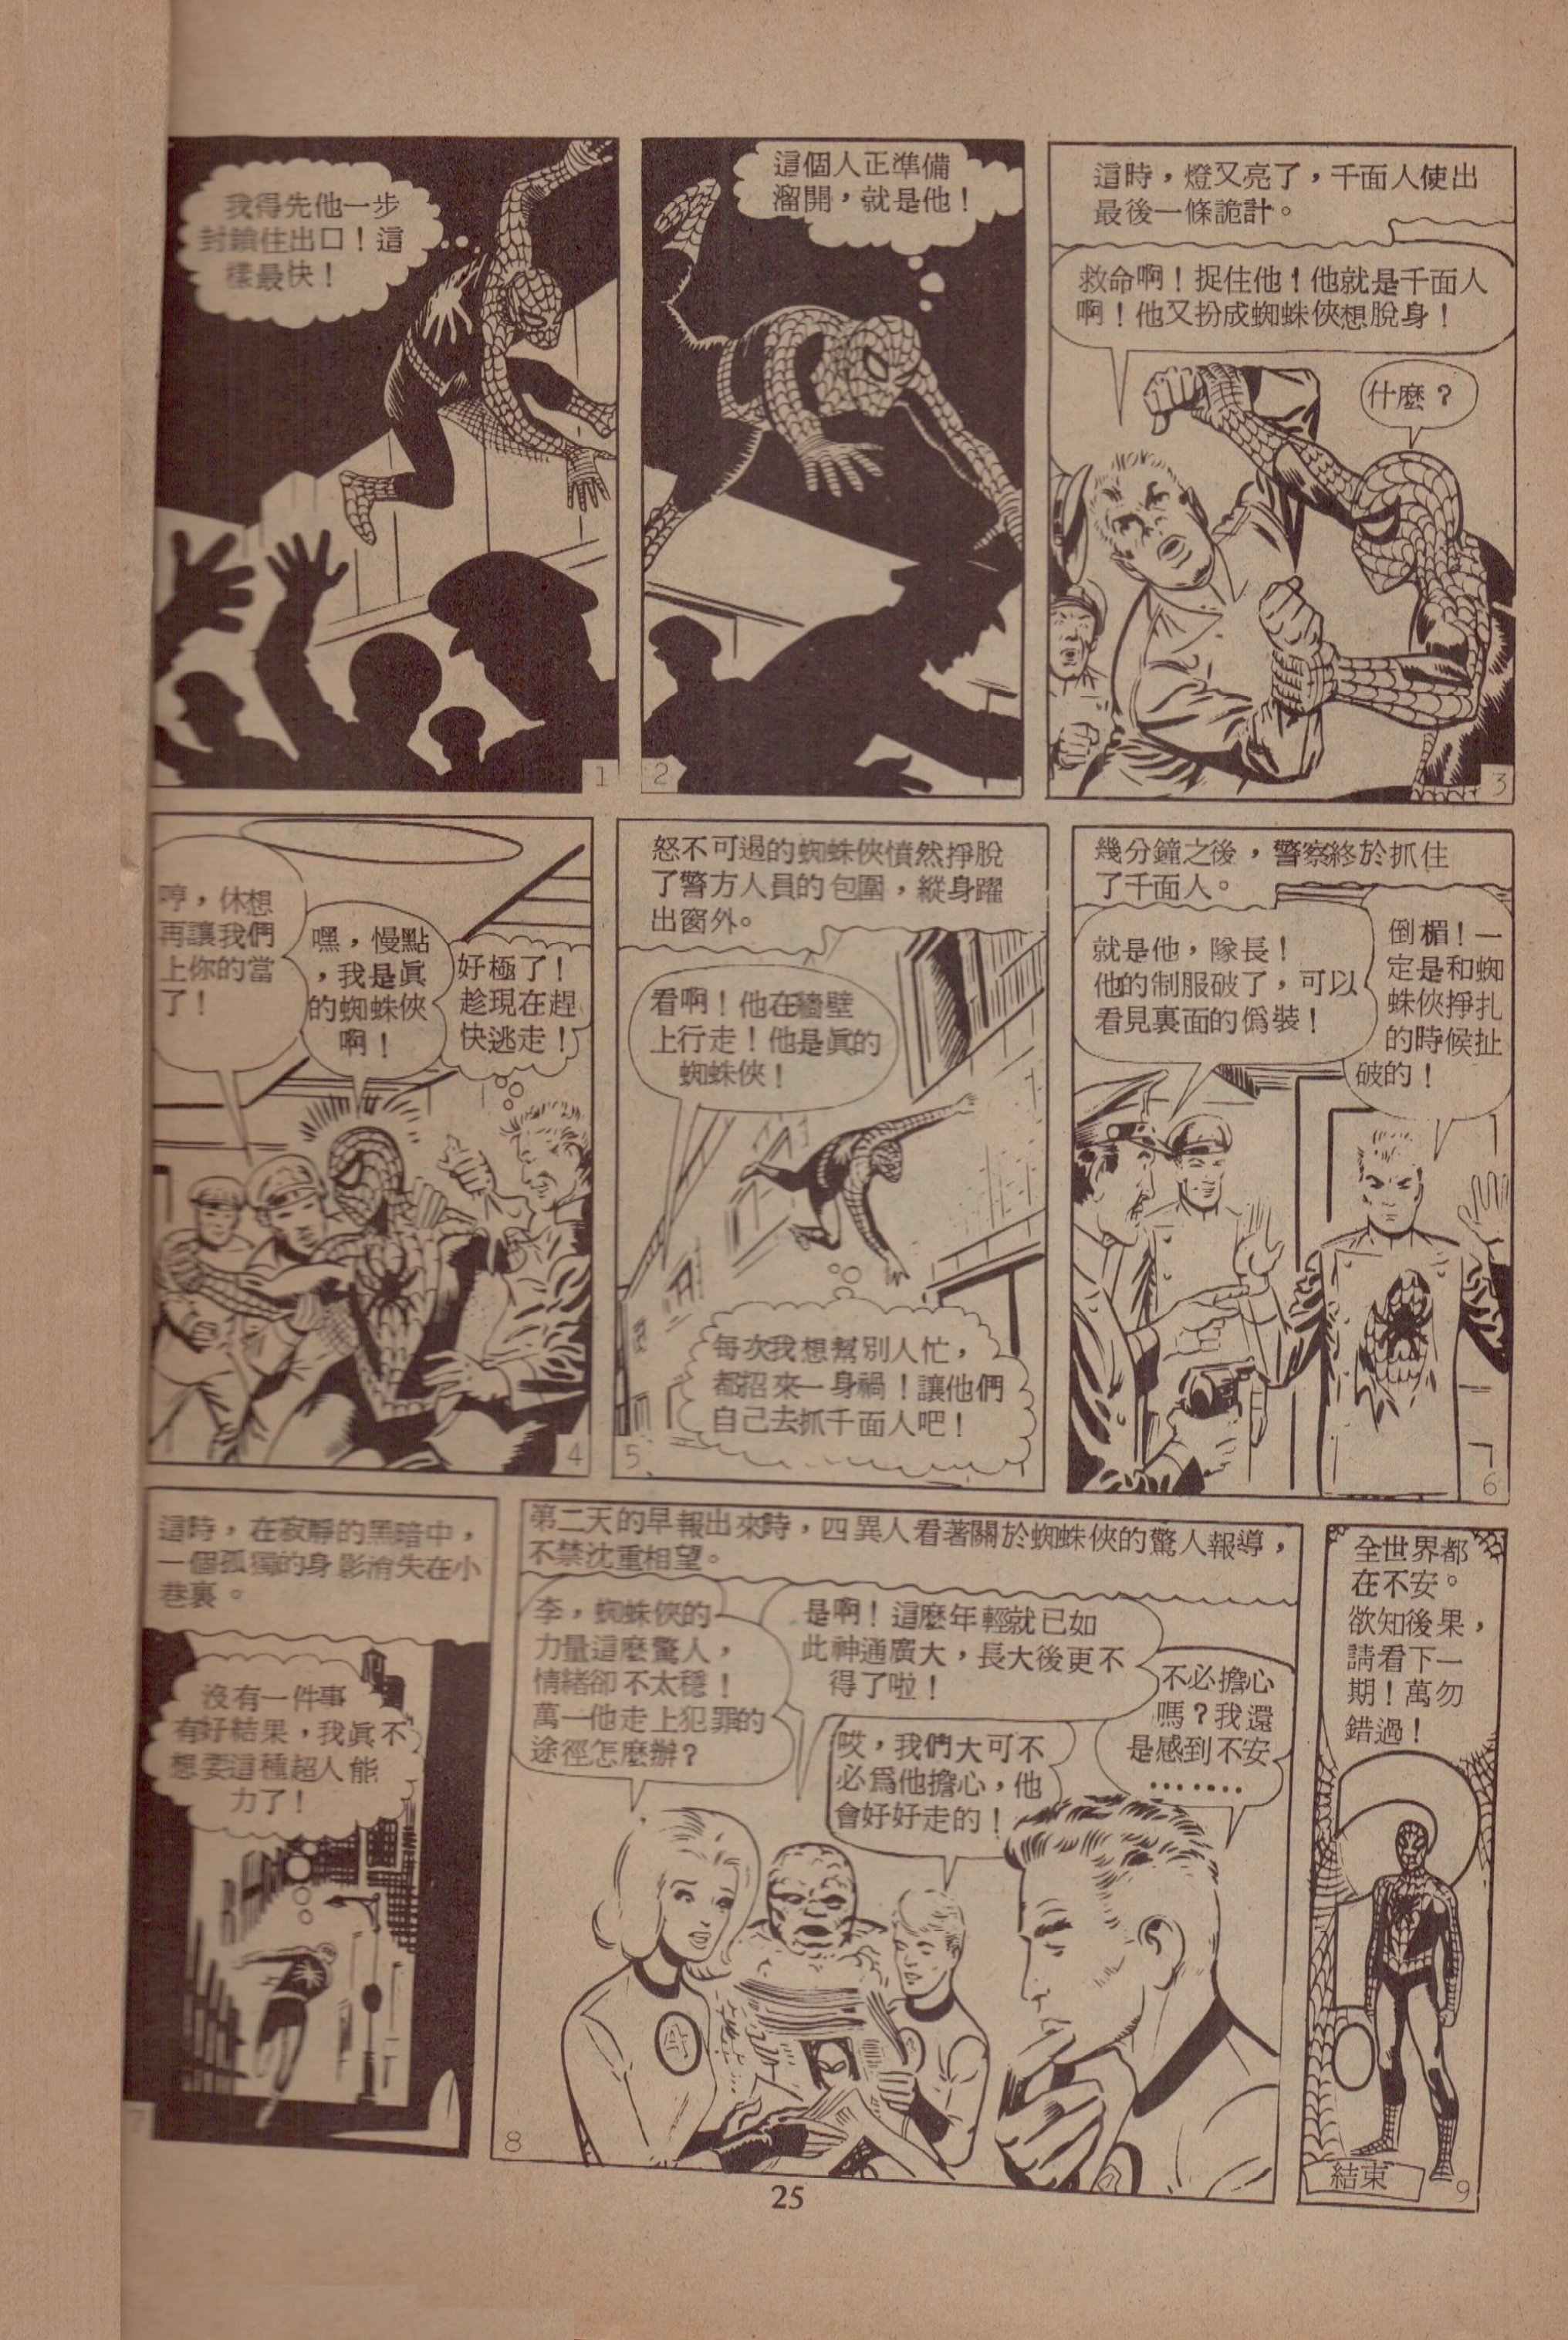 我得先他一步
封鎖住出口！這
樣最快！
1
這個人正準備
溜開，就是他！
2
這時，燈又亮了，千面人使出
最後一條詭計。
救命啊！捉住他！他就是千面人
啊！他又扮成蜘蛛俠想脫身！
什麼？
3
哼，休想
再讓我們
上你的當
了！
嘿，慢點
，我是眞
的蜘蛛俠
啊！
好極了！
趁現在趕
快逃走！
4
怒不可遏的蜘蛛俠憤然掙脫
了警方人員的包圍，縱身躍
出窗外。
看啊！他在牆壁
上行走！他是眞的
蜘蛛俠！
每次我想幫別人忙，
都招來一身禍！讓他們
自己去抓千面人吧！
5
幾分鐘之後，警察終於抓住
了千面人。
就是他，隊長！
他的制服破了，可以
看見裏面的僞裝！
倒楣！一
定是和蜘
蛛俠掙扎
的時候扯
破的！
6
這時，在寂靜的黑暗中，
一個孤獨的身影消失在小
巷裏。
沒有一件事
有好結果，我眞不
想要這種超人能
力了！
7
第二天的早報出來時，四異人看著關於蜘蛛俠的驚人報導，
不禁沈重相望。
李，蜘蛛俠的
力量這麼驚人，
情緒卻不太穩！
萬一他走上犯罪的
途徑怎麼辦？
是啊！這麼年輕就已如
此神通廣大，長大後更不
得了啦！
哎，我們大可不
必爲他擔心，他
會好好走的！
不必擔心
嗎？我還
是感到不安
⋯⋯⋯
8
全世界都
在不安。
欲知後果，
請看下一
期！萬勿
錯過！
結束
9
25